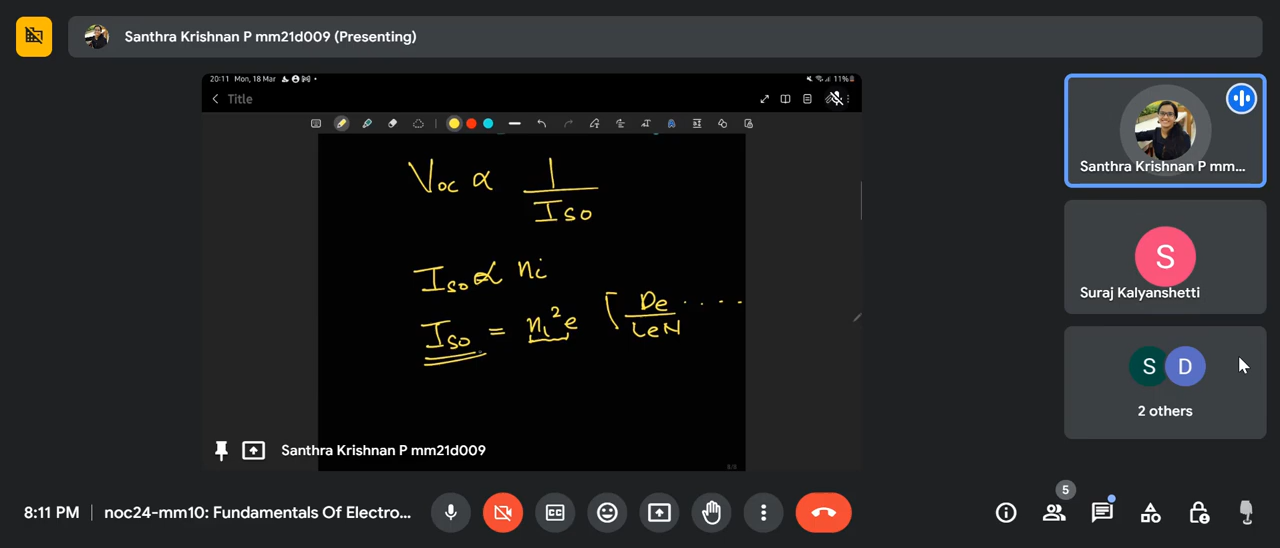 Santhra Krishnan P mm21d009 (Presenting)
20:11 Mon, 18 Mar
11%
Title
Voc ∝ 1 / Iso
Iso ∝ ni
Iso = ni² e [ De / LeN ....
Santhra Krishnan P mm21d009
Santhra Krishnan P mm...
Suraj Kalyanshetti
S
S D
2 others
8:11 PM | noc24-mm10: Fundamentals Of Electro...
5